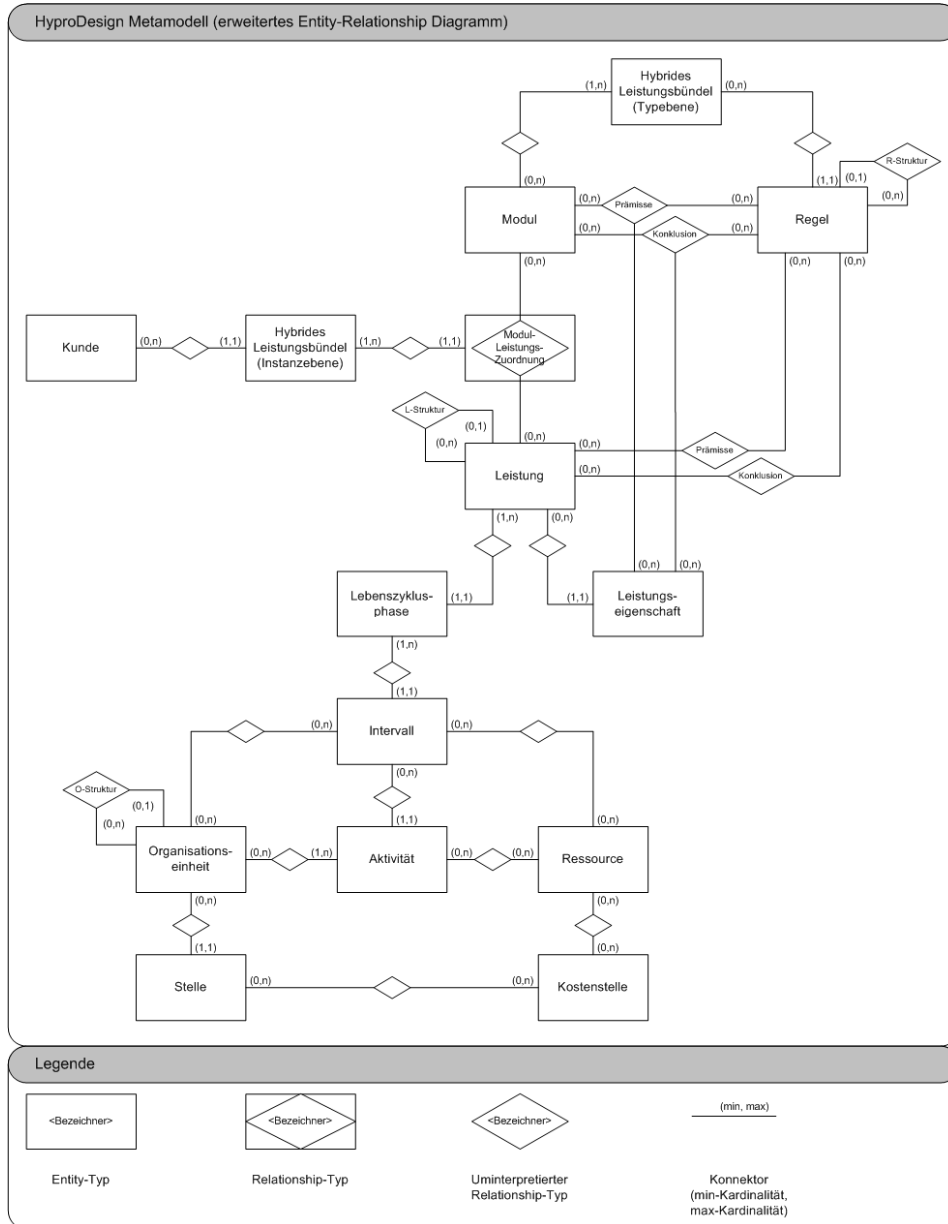 HyproDesign Metamodell (erweitertes Entity-Relationship Diagramm)
Hybrides
Leistungsbündel
(Typebene)
(1,n)
(0,n)
R-Struktur
(0,n)
(1,1)
(0,1)
(0,n)
Modul
(0,n)
Prämisse
(0,n)
Regel
(0,n)
Konklusion
(0,n)
(0,n)
(0,n)
(0,n)
Kunde
(0,n)
(1,1)
Hybrides
Leistungsbündel
(Instanzebene)
(1,n)
(1,1)
Modul-
Leistungs-
Zuordnung
L-Struktur
(0,1)
(0,n)
(0,n)
Leistung
(0,n)
Prämisse
(0,n)
Konklusion
(1,n)
(0,n)
(0,n)
(0,n)
Lebenszyklus-
phase
(1,1)
(1,1)
Leistungs-
eigenschaft
(1,n)
(1,1)
(0,n)
Intervall
(0,n)
(0,n)
O-Struktur
(0,1)
(0,n)
(0,n)
(1,1)
(0,n)
Organisations-
einheit
(0,n)
(1,n)
Aktivität
(0,n)
(0,n)
Ressource
(0,n)
(0,n)
(1,1)
(0,n)
Stelle
(0,n)
(0,n)
Kostenstelle
Legende
<Bezeichner>
<Bezeichner>
<Bezeichner>
(min, max)
Entity-Typ
Relationship-Typ
Uminterpretierter
Relationship-Typ
Konnektor
(min-Kardinalität,
max-Kardinalität)